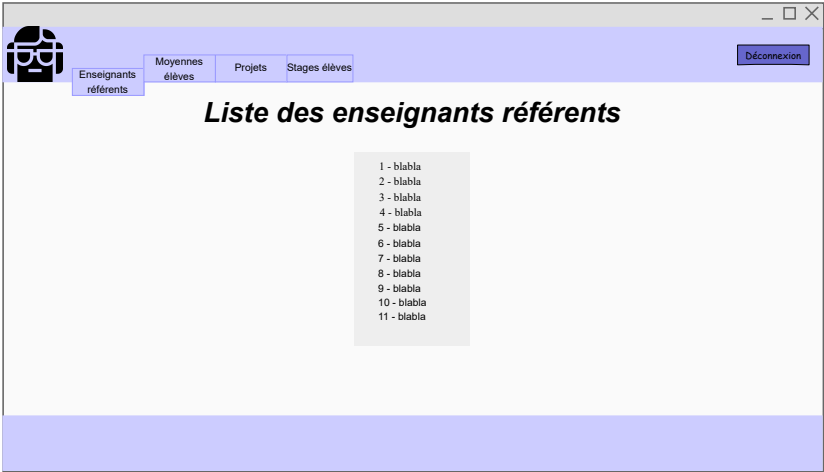 Déconnexion
Moyennes
élèves
Projets
Stages élèves
Enseignants
référents
Liste des enseignants référents
1 - blabla
2 - blabla
3 - blabla
4 - blabla
5 - blabla
6 - blabla
7 - blabla
8 - blabla
9 - blabla
10 - blabla
11 - blabla